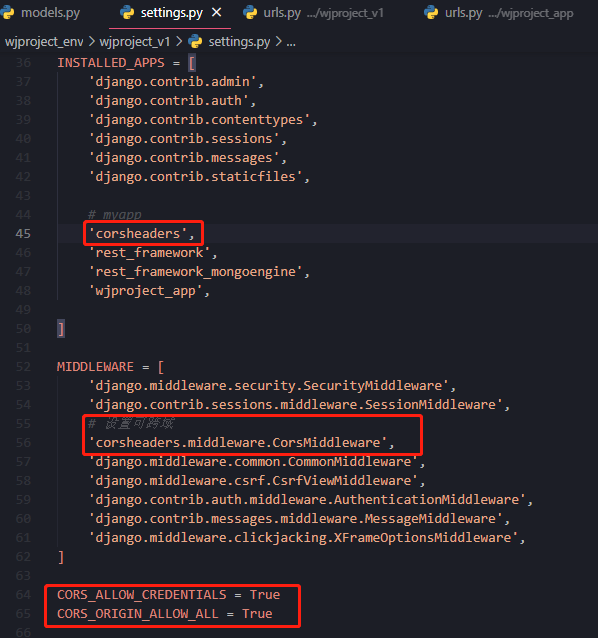 models.py settings.py × urls.py .../wjproject_v1 urls.py .../wjproject_app
wjproject_env > wjproject_v1 > settings.py > ...
36 INSTALLED_APPS = [
37 'django.contrib.admin',
38 'django.contrib.auth',
39 'django.contrib.contenttypes',
40 'django.contrib.sessions',
41 'django.contrib.messages',
42 'django.contrib.staticfiles',
43
44 # myapp
45 'corsheaders',
46 'rest_framework',
47 'rest_framework_mongoengine',
48 'wjproject_app',
49
50 ]
51
52 MIDDLEWARE = [
53 'django.middleware.security.SecurityMiddleware',
54 'django.contrib.sessions.middleware.SessionMiddleware',
55 # 设置可跨域
56 'corsheaders.middleware.CorsMiddleware',
57 'django.middleware.common.CommonMiddleware',
58 'django.middleware.csrf.CsrfViewMiddleware',
59 'django.contrib.auth.middleware.AuthenticationMiddleware',
60 'django.contrib.messages.middleware.MessageMiddleware',
61 'django.middleware.clickjacking.XFrameOptionsMiddleware',
62 ]
63
64 CORS_ALLOW_CREDENTIALS = True
65 CORS_ORIGIN_ALLOW_ALL = True
66